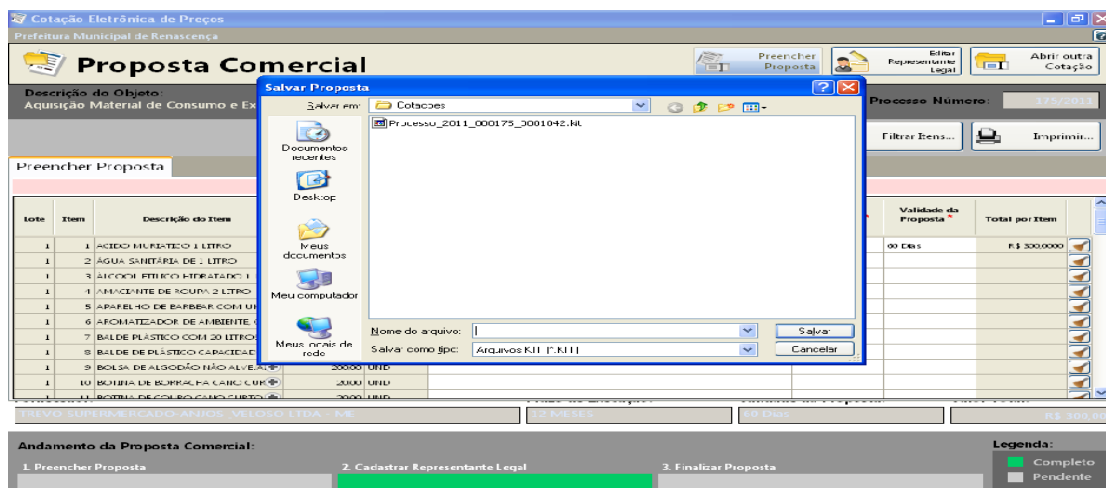 Cotação Eletrônica de Preços
Prefeitura Municipal de Renascença
Proposta Comercial
Preencher Proposta
Editar Representante Legal
Abrir outra Cotação
Descrição do Objeto:
Aquisição Material de Consumo e Ex
Processo Número:
175/2011
Filtrar Itens...
Imprimir...
Preencher Proposta
Salvar Proposta
Salvar em:
Cotacoes
Processo_2011_000175_0001042.kit
Documentos recentes
Desktop
Meus documentos
Meu computador
Meus locais de rede
Nome do arquivo:
Salvar
Salvar como tipo:
Arquivos KIT (*.KIT)
Cancelar
Lote Item Descrição do Item Validade da Proposta * Total por Item
1 1 ACIDO MURIATICO 1 LITRO 60 Dias R$ 300,0000
1 2 ÁGUA SANITÁRIA DE 1 LITRO
1 3 ÁLCOOL ETILICO HIDRATADO 1
1 4 AMACIANTE DE ROUPA 2 LITRO
1 5 APARELHO DE BARBEAR COM
1 6 AROMATIZADOR DE AMBIENTE,
1 7 BALDE PLÁSTICO COM 20 LITROS
1 8 BALDE DE PLÁSTICO CAPACIDAD
1 9 BOLSA DE ALGODÃO NÃO ALVEJ 200,00 UND
1 10 BOTINA DE BORRACHA CANO CUR 20,00 UND
1 11 BOTINA DE COURO CANO CURTO 20,00 UND
TREVO SUPERMERCADO ANJOS VELOSO LTDA - ME
12 MESES
60 Dias
R$ 300,00
Andamento da Proposta Comercial:
1. Preencher Proposta
2. Cadastrar Representante Legal
3. Finalizar Proposta
Legenda:
Completo
Pendente